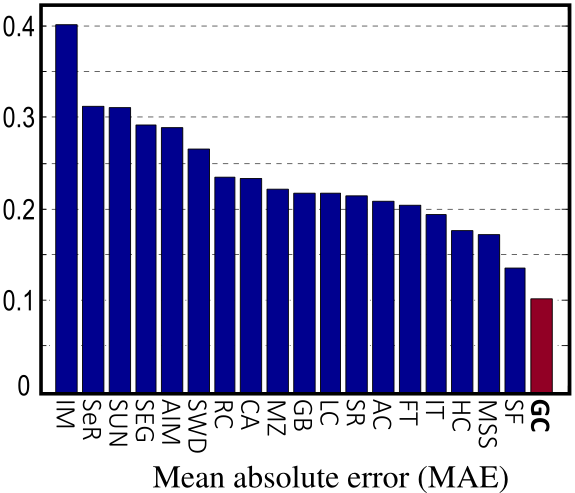 0.4
0.3
0.2
0.1
0
IM SeR SUN SEG AIM SWD RC CA MZ GB LC SR AC FT IT HC MSS SF GC
Mean absolute error (MAE)